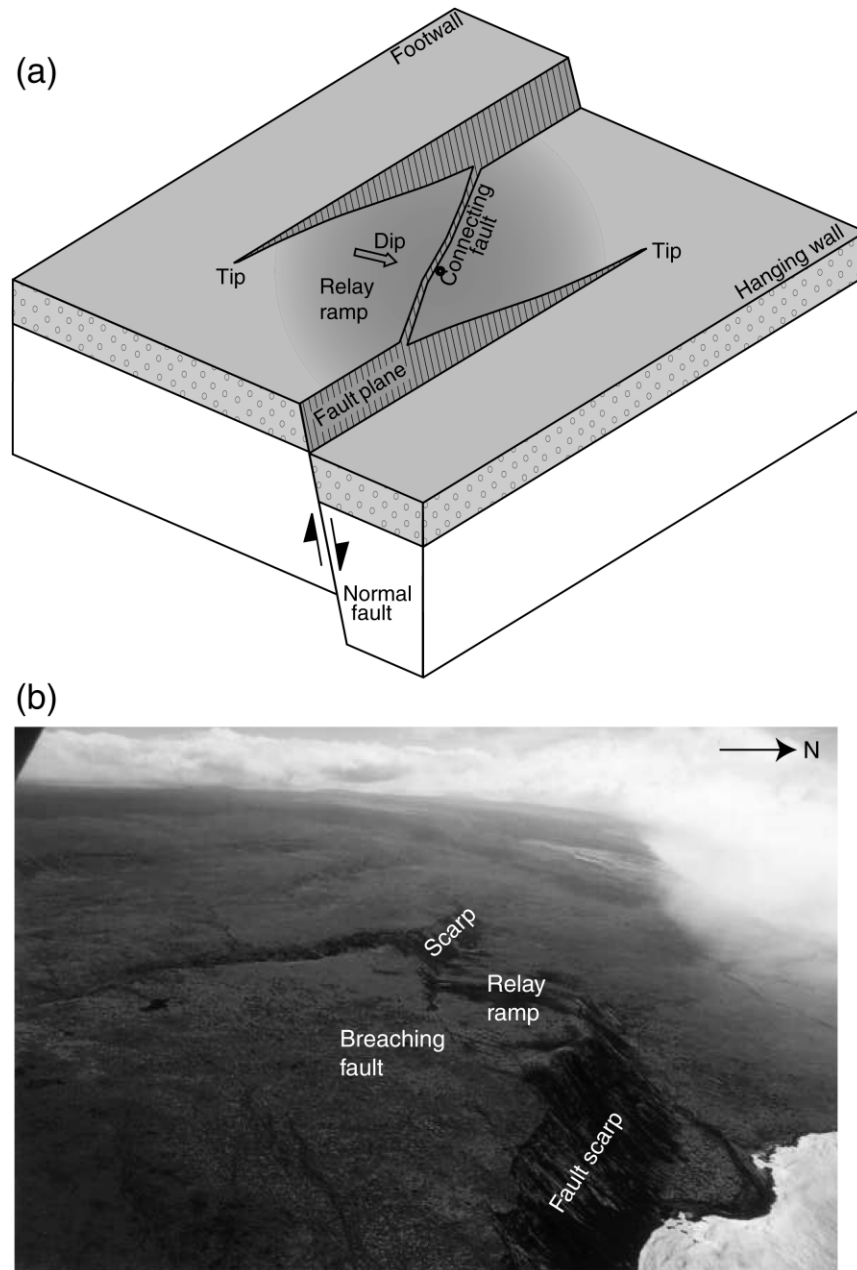 (a)
Footwall
Connecting
fault
Dip
Tip
Relay
ramp
Tip
Hanging wall
Fault plane
Normal
fault
(b)
N
Scarp
Relay
ramp
Breaching
fault
Fault scarp